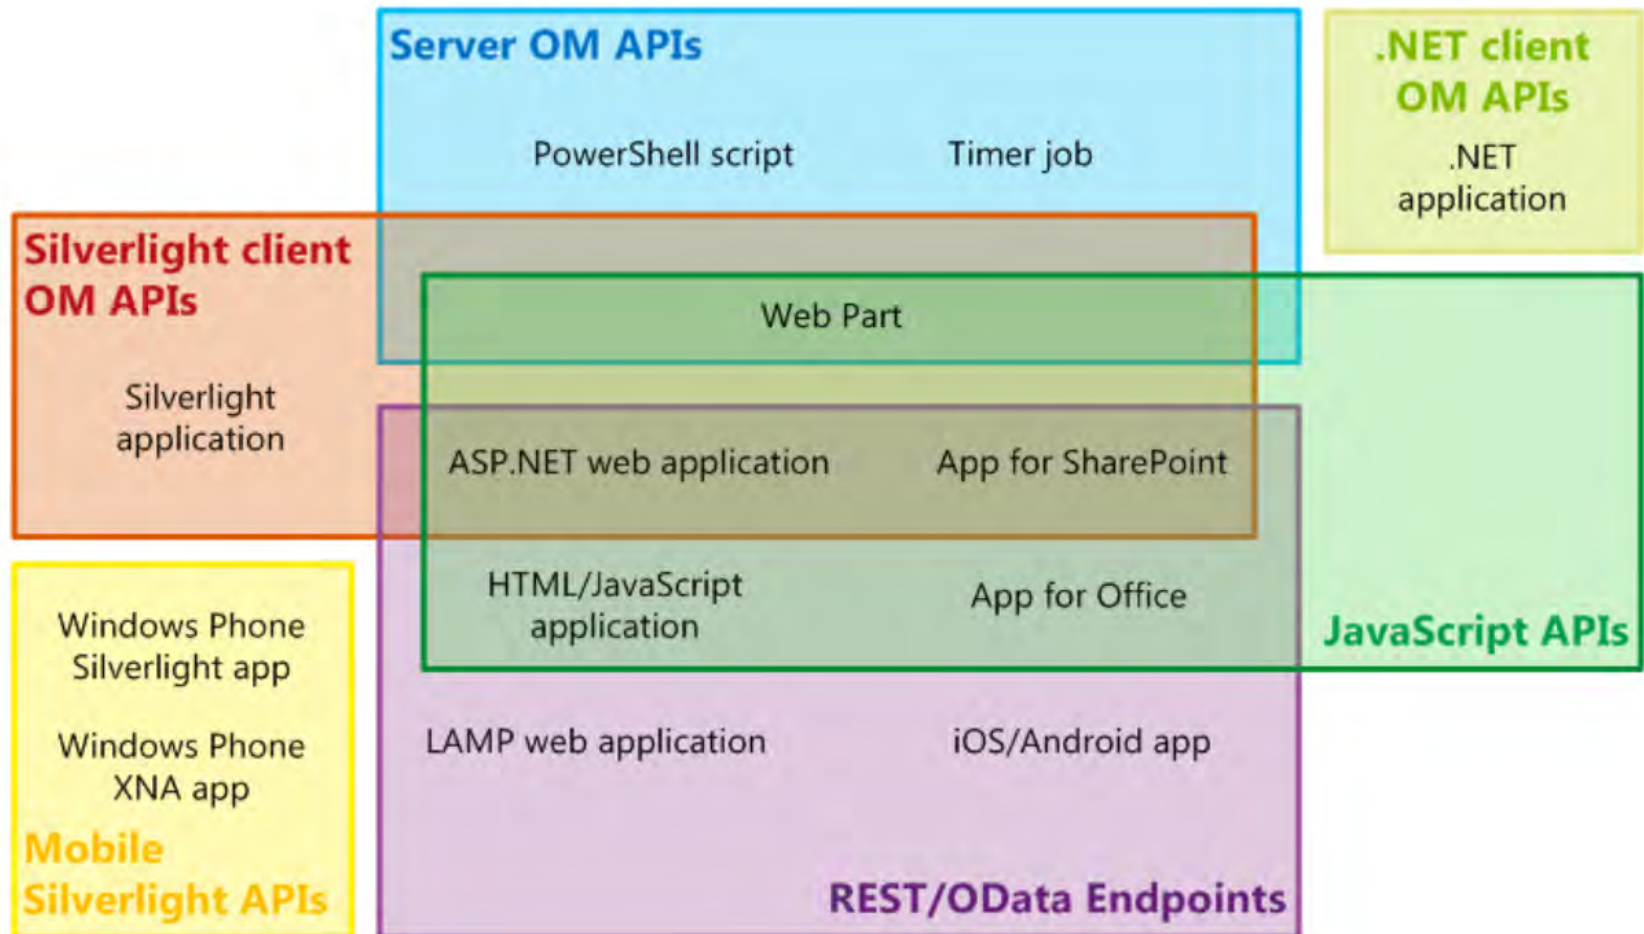 Server OM APIs
.NET client
OM APIs
PowerShell script
Timer job
.NET
application
Silverlight client
OM APIs
Web Part
Silverlight
application
ASP.NET web application
App for SharePoint
HTML/JavaScript
application
App for Office
JavaScript APIs
Windows Phone
Silverlight app
Windows Phone
XNA app
LAMP web application
iOS/Android app
Mobile
Silverlight APIs
REST/OData Endpoints